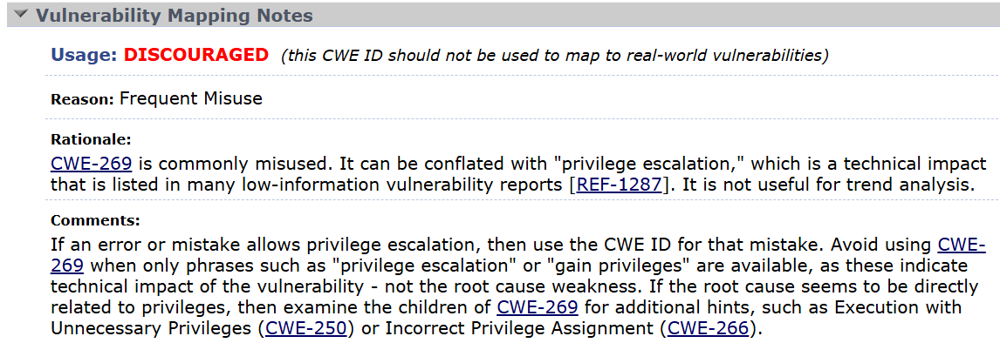 Vulnerability Mapping Notes
Usage: DISCOURAGED (this CWE ID should not be used to map to real-world vulnerabilities)
Reason: Frequent Misuse
Rationale:
CWE-269 is commonly misused. It can be conflated with "privilege escalation," which is a technical impact
that is listed in many low-information vulnerability reports [REF-1287]. It is not useful for trend analysis.
Comments:
If an error or mistake allows privilege escalation, then use the CWE ID for that mistake. Avoid using CWE-
269 when only phrases such as "privilege escalation" or "gain privileges" are available, as these indicate
technical impact of the vulnerability - not the root cause weakness. If the root cause seems to be directly
related to privileges, then examine the children of CWE-269 for additional hints, such as Execution with
Unnecessary Privileges (CWE-250) or Incorrect Privilege Assignment (CWE-266).